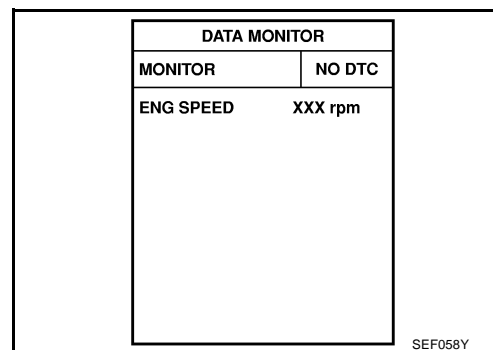 DATA MONITOR
MONITOR NO DTC
ENG SPEED XXX rpm
SEF058Y